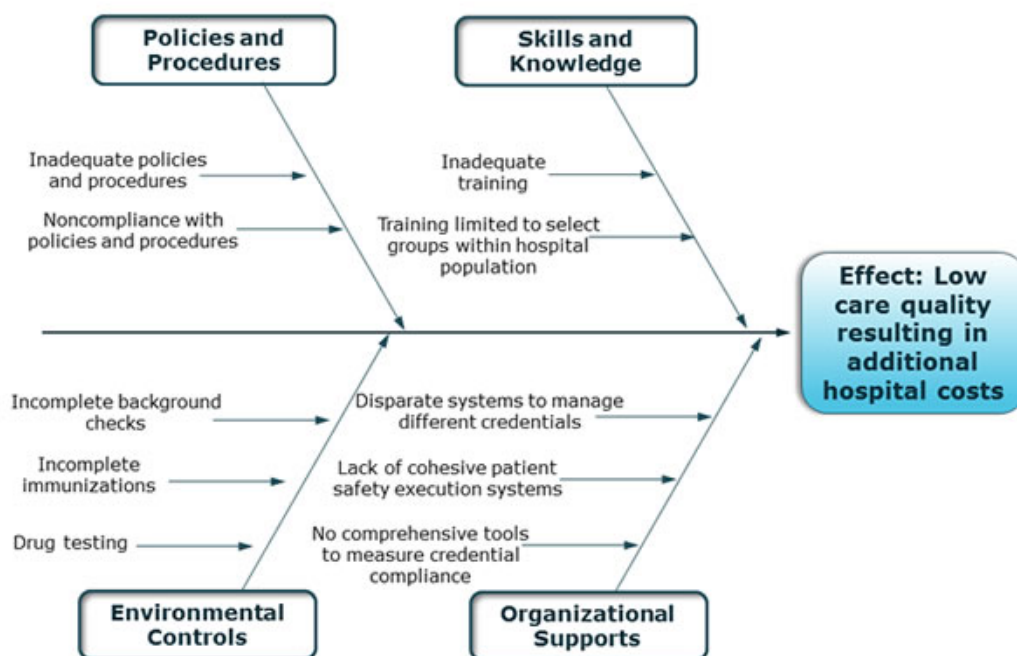 Policies and
Procedures
Skills and
Knowledge
Inadequate policies
and procedures
Noncompliance with
policies and procedures
Inadequate
training
Training limited to select
groups within hospital
population
Effect: Low
care quality
resulting in
additional
hospital costs
Incomplete background
checks
Incomplete
immunizations
Drug testing
Disparate systems to manage
different credentials
Lack of cohesive patient
safety execution systems
No comprehensive tools
to measure credential
compliance
Environmental
Controls
Organizational
Supports